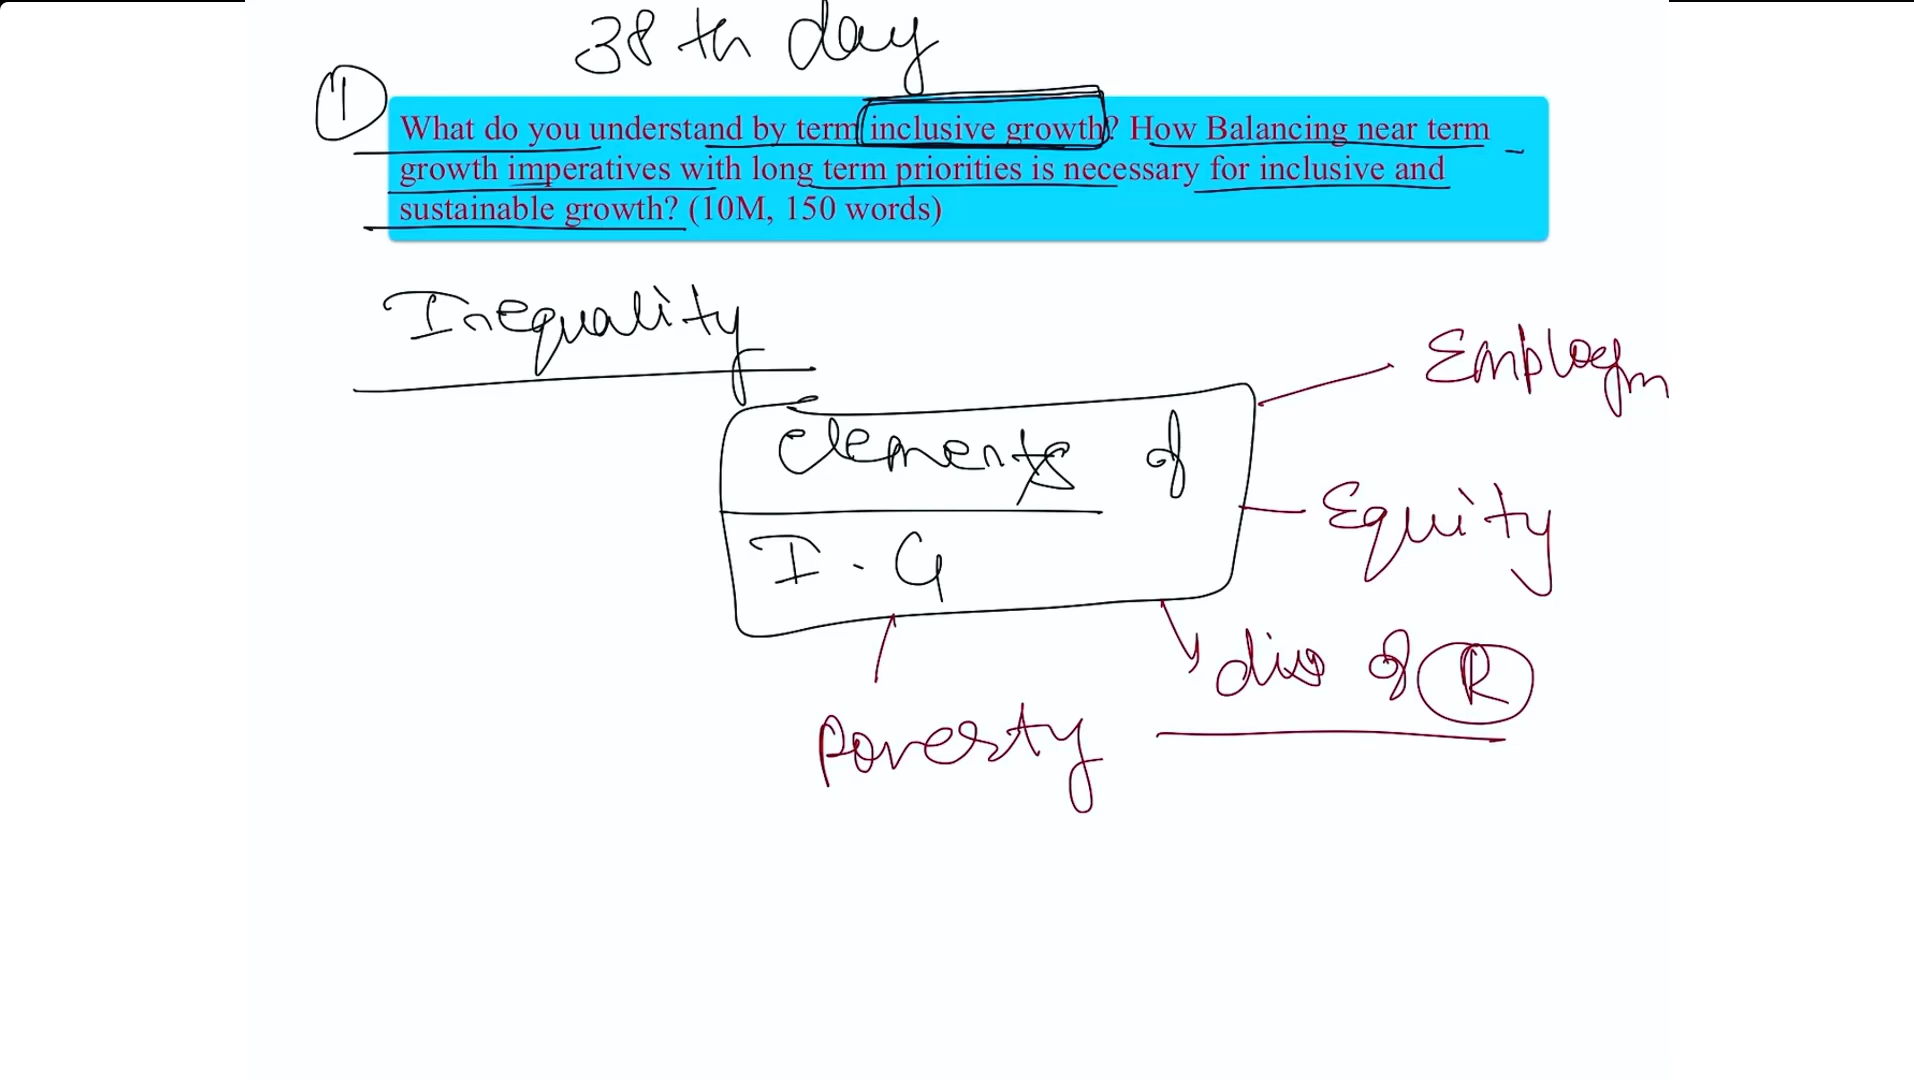 38 th day
1
What do you understand by term inclusive growth? How Balancing near term
growth imperatives with long term priorities is necessary for inclusive and
sustainable growth? (10M, 150 words)
Inequality
Employm
elements of
I. G
Equity
dis of R
Poverty